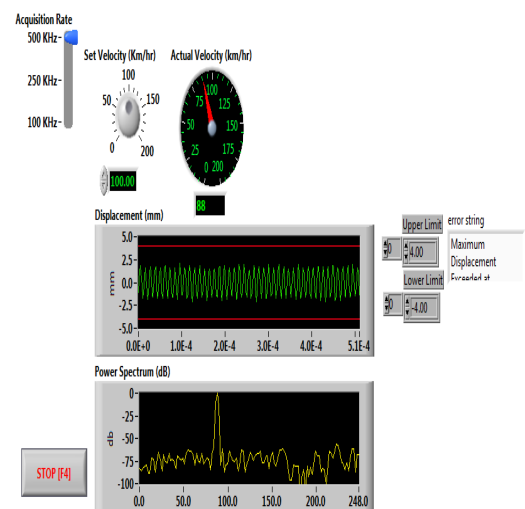 Acquisition Rate
500 KHz
250 KHz
100 KHz
Set Velocity (Km/hr)
0 50 100 150 200
100.00
Actual Velocity (km/hr)
0 25 50 75 100 125 150 175 200
88
Displacement (mm)
mm
5.0
2.5
0.0
-2.5
-5.0
0.0E+0 1.0E-4 2.0E-4 3.0E-4 4.0E-4 5.1E-4
Upper Limit
0 4.00
Lower Limit
0 -4.00
error string
Maximum
Displacement
Exceeded at
Power Spectrum (dB)
db
0
-25
-50
-75
-100
0.0 50.0 100.0 150.0 200.0 248.0
STOP [F4]